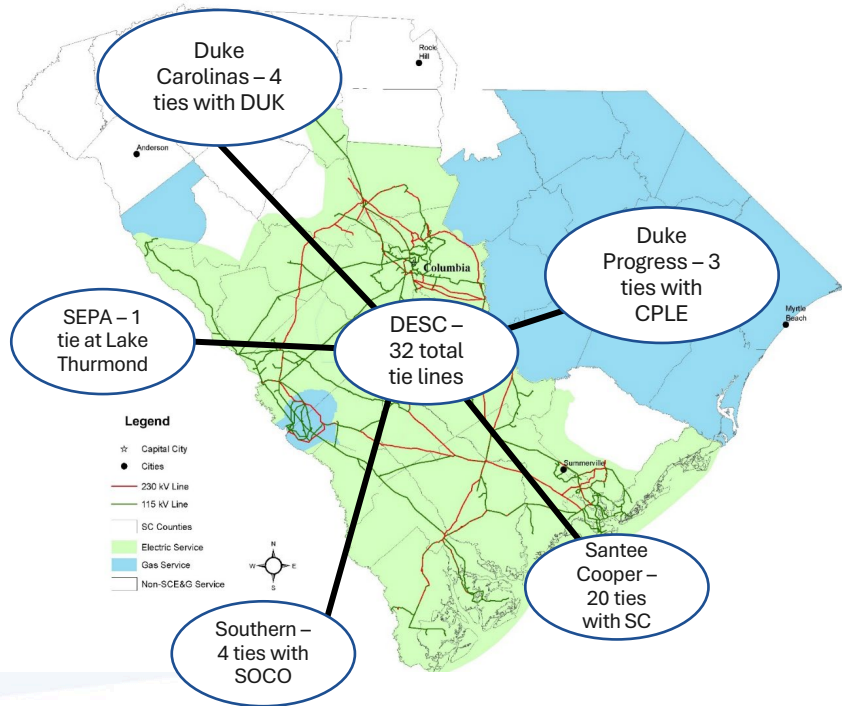 Duke
Carolinas – 4
ties with DUK
Rock
Hill
Anderson
Columbia
Duke
Progress – 3
ties with
CPLE
Myrtle
Beach
SEPA – 1
tie at Lake
Thurmond
DESC –
32 total
tie lines
Legend
Capital City
Cities
230 kV Line
115 kV Line
SC Counties
Electric Service
Gas Service
Non-SCE&G Service
N
W
E
S
Summerville
Santee
Cooper –
20 ties
with SC
Southern –
4 ties with
SOCO